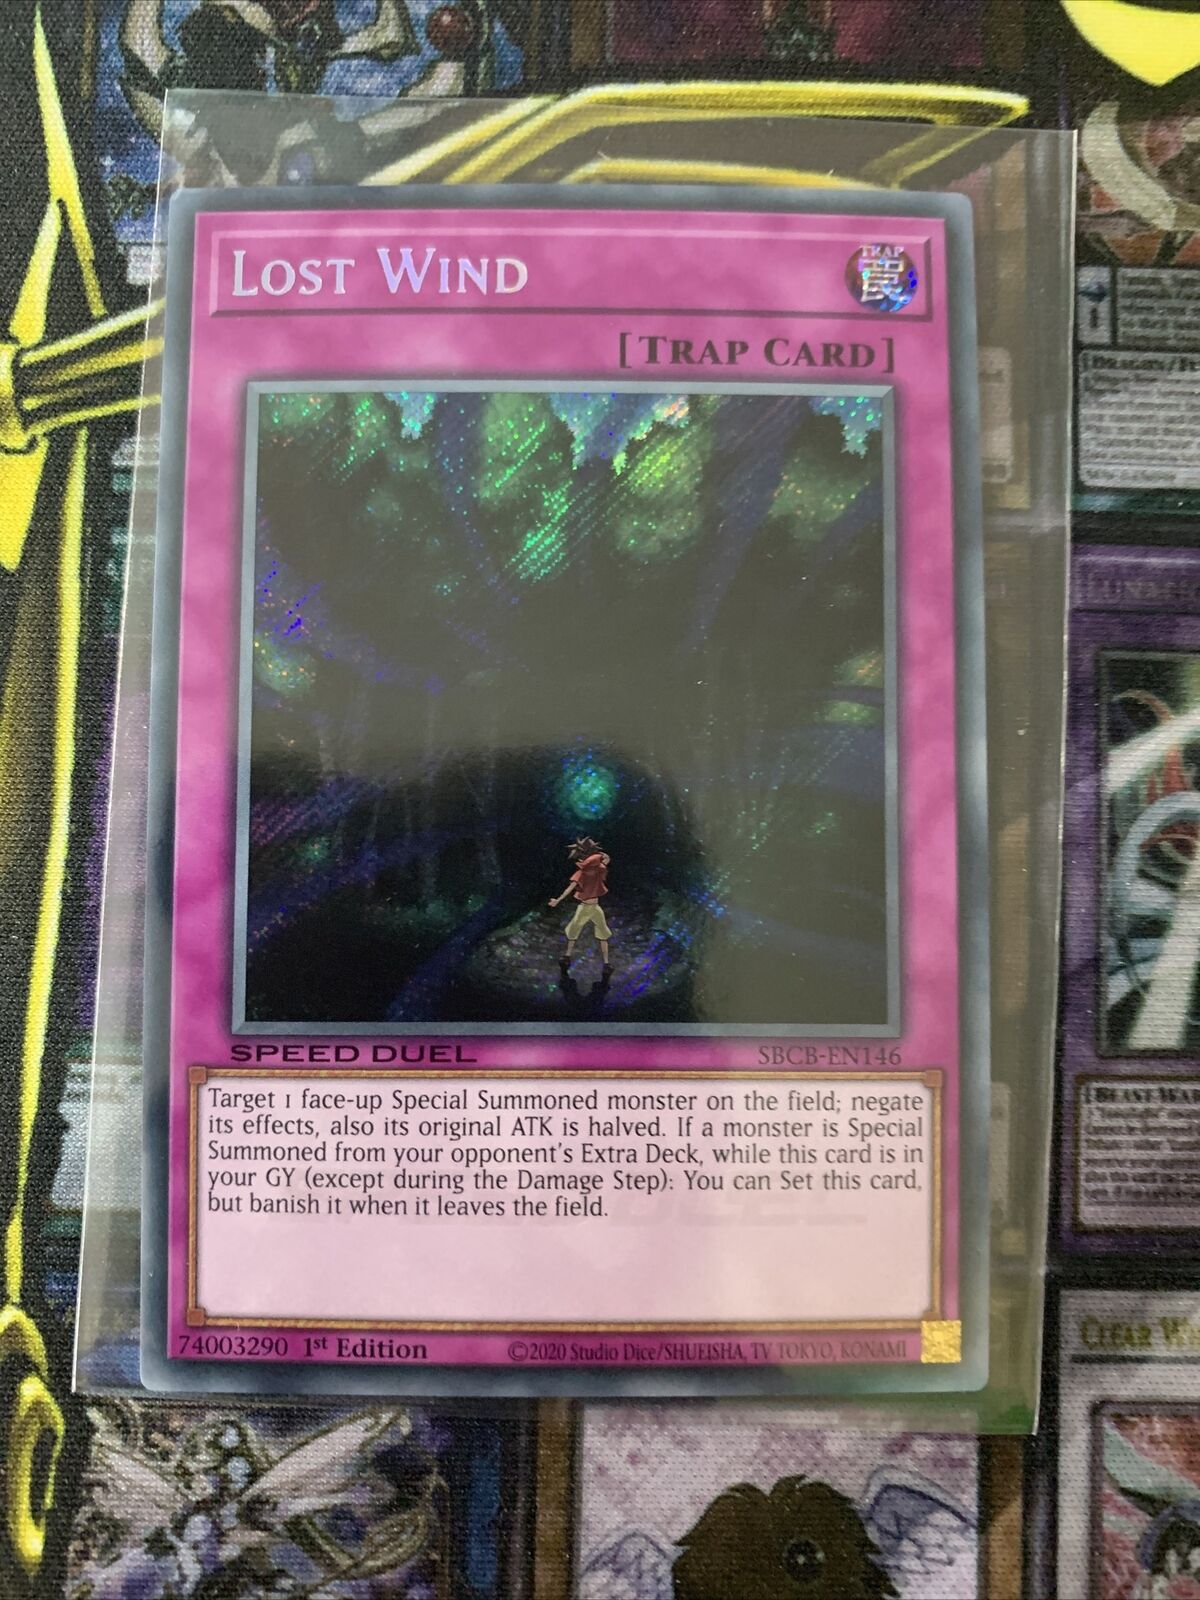 LOST WIND
TRAP
罠
[TRAP CARD]
SPEED DUEL
SBCB-EN146
Target 1 face-up Special Summoned monster on the field; negate
its effects, also its original ATK is halved. If a monster is Special
Summoned from your opponent's Extra Deck, while this card is in
your GY (except during the Damage Step): You can Set this card,
but banish it when it leaves the field.
74003290 1st Edition
©2020 Studio Dice/SHUEISHA, TV TOKYO, KONAMI
CLEAR W